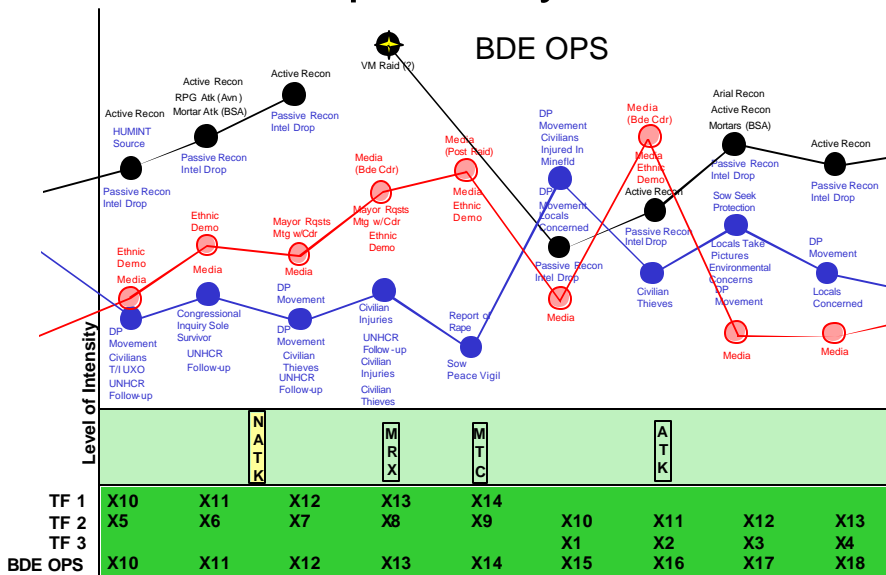 BDE OPS
VM Raid (?)
Active Recon
HUMINT
Source
Passive Recon
Intel Drop
Active Recon
RPG Atk (Avn)
Mortar Atk (BSA)
Passive Recon
Intel Drop
Active Recon
Passive Recon
Intel Drop
Ethnic
Demo
Media
Ethnic
Demo
Media
Mayor Rqsts
Mtg w/Cdr
Media
Media
(Bde Cdr)
Mayor Rqsts
Mtg w/Cdr
Ethnic
Demo
Media
(Post Raid)
Media
Ethnic
Demo
DP
Movement
Civilians
T/I UXO
UNHCR
Follow-up
Congressional
Inquiry Sole
Survivor
UNHCR
Follow-up
DP
Movement
DP
Movement
Civilian
Thieves
UNHCR
Follow-up
Civilian
Injuries
UNHCR
Follow-up
Civilian
Injuries
Civilian
Thieves
Report of
Rape
Sow
Peace Vigil
DP
Movement
Civilians
Injured In
Minefld
DP
Movement
Locals
Concerned
Passive Recon
Intel Drop
Media
Media
(Bde Cdr)
Media
Ethnic
Demo
Active Recon
Passive Recon
Intel Drop
Civilian
Thieves
Arial Recon
Active Recon
Mortars (BSA)
Passive Recon
Intel Drop
Sow Seek
Protection
Locals Take
Pictures
Environmental
Concerns
DP
Movement
Media
Active Recon
Passive Recon
Intel Drop
DP
Movement
Locals
Concerned
Media
Level of Intensity
NATK
MRX
MTC
ATK
TF 1 X10 X11 X12 X13 X14
TF 2 X5 X6 X7 X8 X9 X10 X11 X12 X13
TF 3 X1 X2 X3 X4
BDE OPS X10 X11 X12 X13 X14 X15 X16 X17 X18